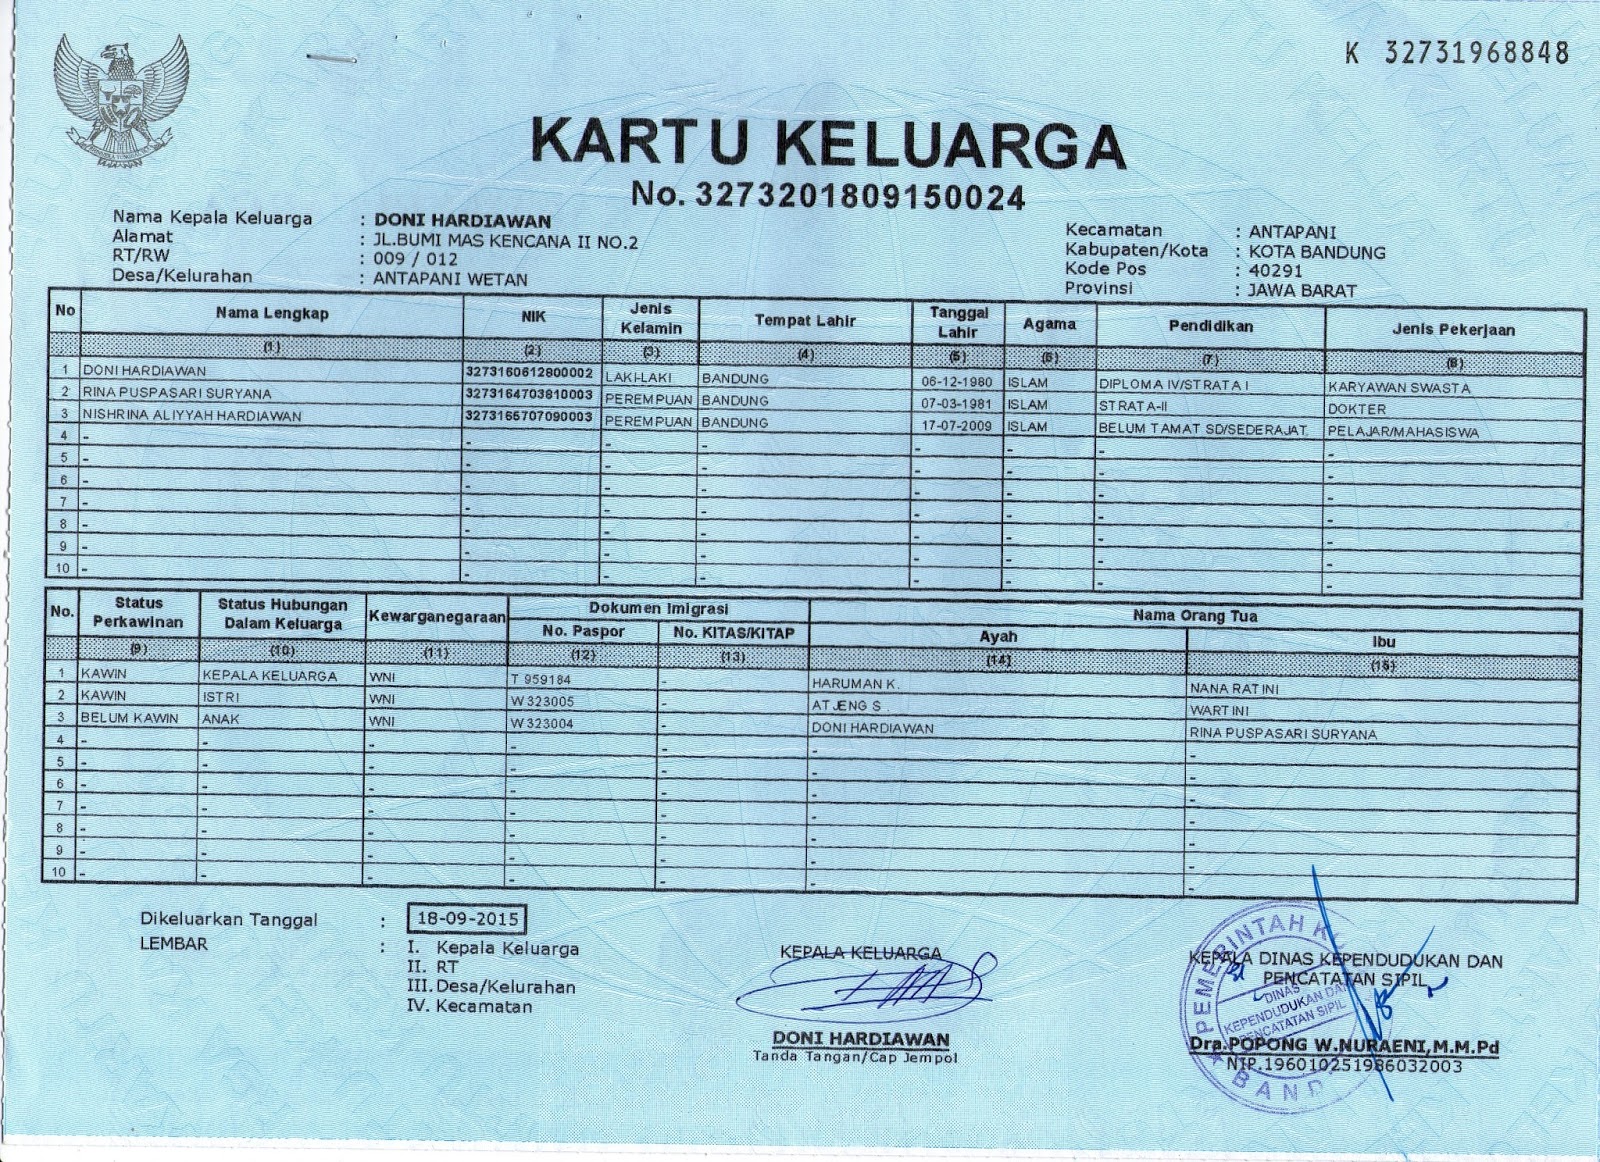 K 32731968848
KARTU KELUARGA
No. 3273201809150024
Nama Kepala Keluarga : DONI HARDIAWAN
Alamat : JL.BUMI MAS KENCANA II NO.2
RT/RW : 009 / 012
Desa/Kelurahan : ANTAPANI WETAN
Kecamatan : ANTAPANI
Kabupaten/Kota : KOTA BANDUNG
Kode Pos : 40291
Provinsi : JAWA BARAT
No Nama Lengkap NIK Jenis Kelamin Tempat Lahir Tanggal Lahir Agama Pendidikan Jenis Pekerjaan
(1) (2) (3) (4) (5) (6) (7) (8)
1 DONI HARDIAWAN 3273160612800002 LAKI-LAKI BANDUNG 06-12-1980 ISLAM DIPLOMA IV/STRATA I KARYAWAN SWASTA
2 RINA PUSPASARI SURYANA 3273164703810003 PEREMPUAN BANDUNG 07-03-1981 ISLAM STRATA-II DOKTER
3 NISHRINA ALIYYAH HARDIAWAN 3273165707090003 PEREMPUAN BANDUNG 17-07-2009 ISLAM BELUM TAMAT SD/SEDERAJAT. PELAJAR/MAHASISWA
4 - - - - - - - -
5 - - - - - - - -
6 - - - - - - - -
7 - - - - - - - -
8 - - - - - - - -
9 - - - - - - - -
10 - - - - - - - -
No. Status Perkawinan Status Hubungan Dalam Keluarga Kewarganegaraan Dokumen Imigrasi Nama Orang Tua
No. Paspor No. KITAS/KITAP Ayah Ibu
(9) (10) (11) (12) (13) (14) (15)
1 KAWIN KEPALA KELUARGA WNI T 959184 - HARUMAN K. NANA RATINI
2 KAWIN ISTRI WNI W 323005 - ATJENG S . WARTINI
3 BELUM KAWIN ANAK WNI W 323004 - DONI HARDIAWAN RINA PUSPASARI SURYANA
4 - - - - - - -
5 - - - - - - -
6 - - - - - - -
7 - - - - - - -
8 - - - - - - -
9 - - - - - - -
10 - - - - - - -
Dikeluarkan Tanggal : 18-09-2015
LEMBAR : I. Kepala Keluarga
II. RT
III. Desa/Kelurahan
IV. Kecamatan
KEPALA KELUARGA
DONI HARDIAWAN
Tanda Tangan/Cap Jempol
KEPALA DINAS KEPENDUDUKAN DAN
PENCATATAN SIPIL
Dra.POPONG W.NURAENI,M.M.Pd
NIP.196010251986032003
PEMERINTAH
DINAS
KEPENDUDUKAN DAN
PENCATATAN SIPIL